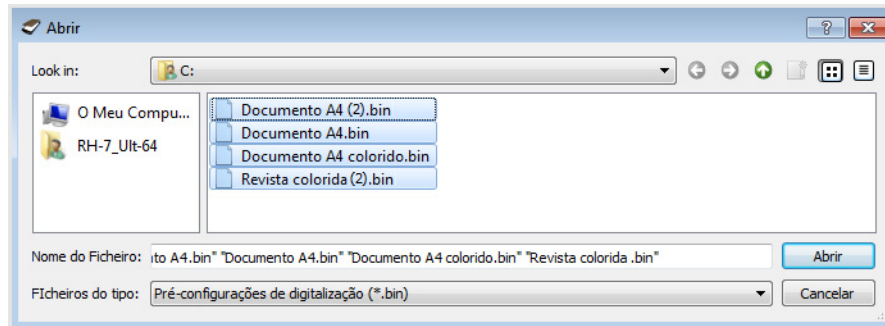 Abrir
Look in: C:
O Meu Compu...
RH-7_Ult-64
Documento A4 (2).bin
Documento A4.bin
Documento A4 colorido.bin
Revista colorida (2).bin
Nome do Ficheiro: to A4.bin" "Documento A4.bin" "Documento A4 colorido.bin" "Revista colorida .bin" Abrir
FIcheiros do tipo: Pré-configurações de digitalização (*.bin) Cancelar